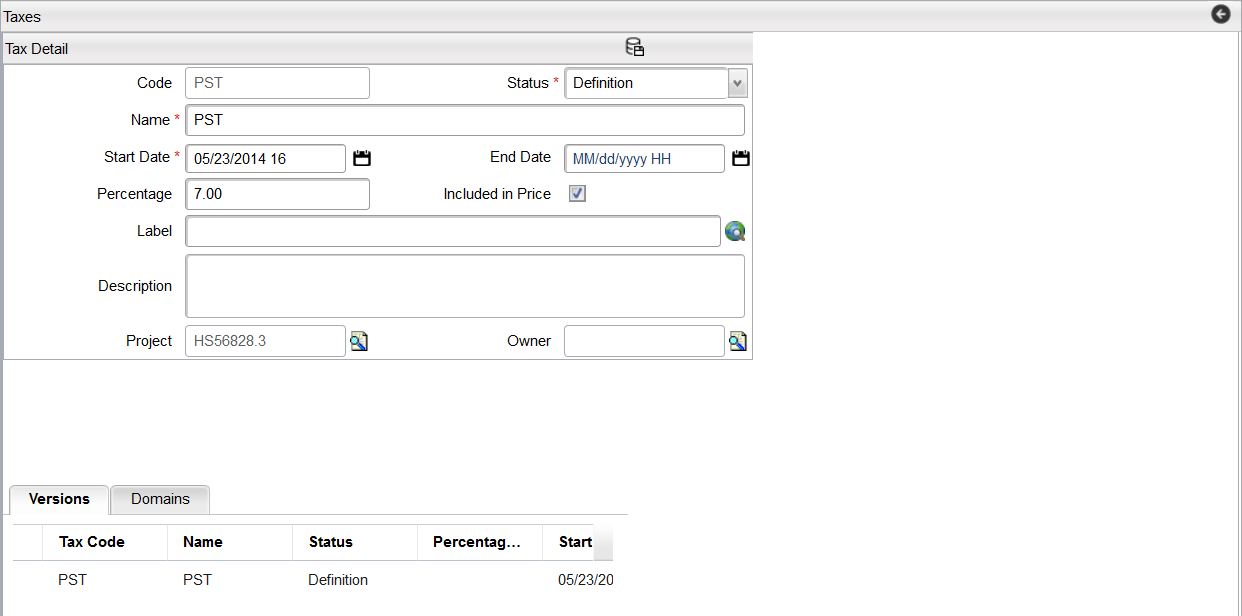 Taxes
Tax Detail
Code PST Status * Definition
Name * PST
Start Date * 05/23/2014 16 End Date MM/dd/yyyy HH
Percentage 7.00 Included in Price
Label
Description
Project HS56828.3 Owner
Versions Domains
Tax Code Name Status Percentag... Start
PST PST Definition 05/23/20